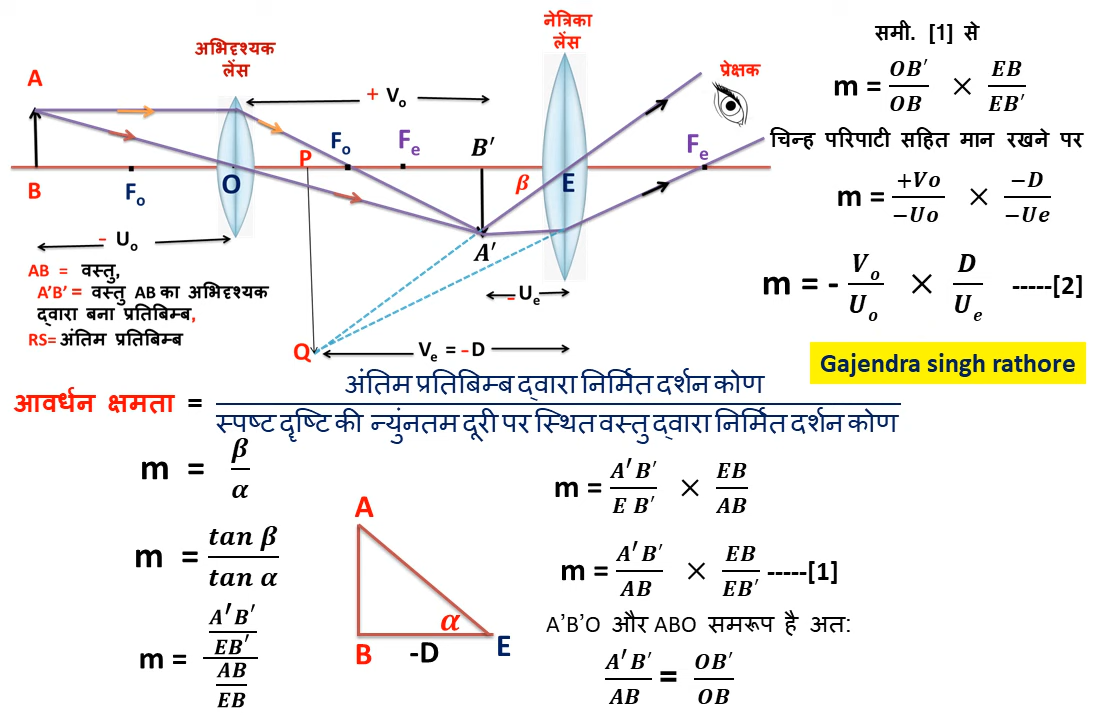 अभिदृश्यक
लेंस
नेत्रिका
लेंस
प्रेक्षक
A
+ Vo
P
Fo
Fe
B′
Fe
B
Fo
O
β
E
A′
- Uo
- Ue
AB = वस्तु,
A’B’ = वस्तु AB का अभिदृश्यक
द्वारा बना प्रतिबिम्ब,
RS= अंतिम प्रतिबिम्ब
Q
Ve = -D
समी. [1] से
m = OB′/OB × EB/EB′
चिन्ह परिपाटी सहित मान रखने पर
m = +Vo/-Uo × -D/-Ue
m = - Vo/Uo × D/Ue -----[2]
Gajendra singh rathore
आवर्धन क्षमता = अंतिम प्रतिबिम्ब द्वारा निर्मित दर्शन कोण
स्पष्ट दृष्टि की न्युंनतम दूरी पर स्थित वस्तु द्वारा निर्मित दर्शन कोण
m = β/α
m = tan β/tan α
m = A′B′/EB′ / AB/EB
A
α
B
-D
E
m = A′B′/E B′ × EB/AB
m = A′B′/AB × EB/EB′ -----[1]
A’B’O और ABO समरूप है अत:
A′B′/AB = OB′/OB